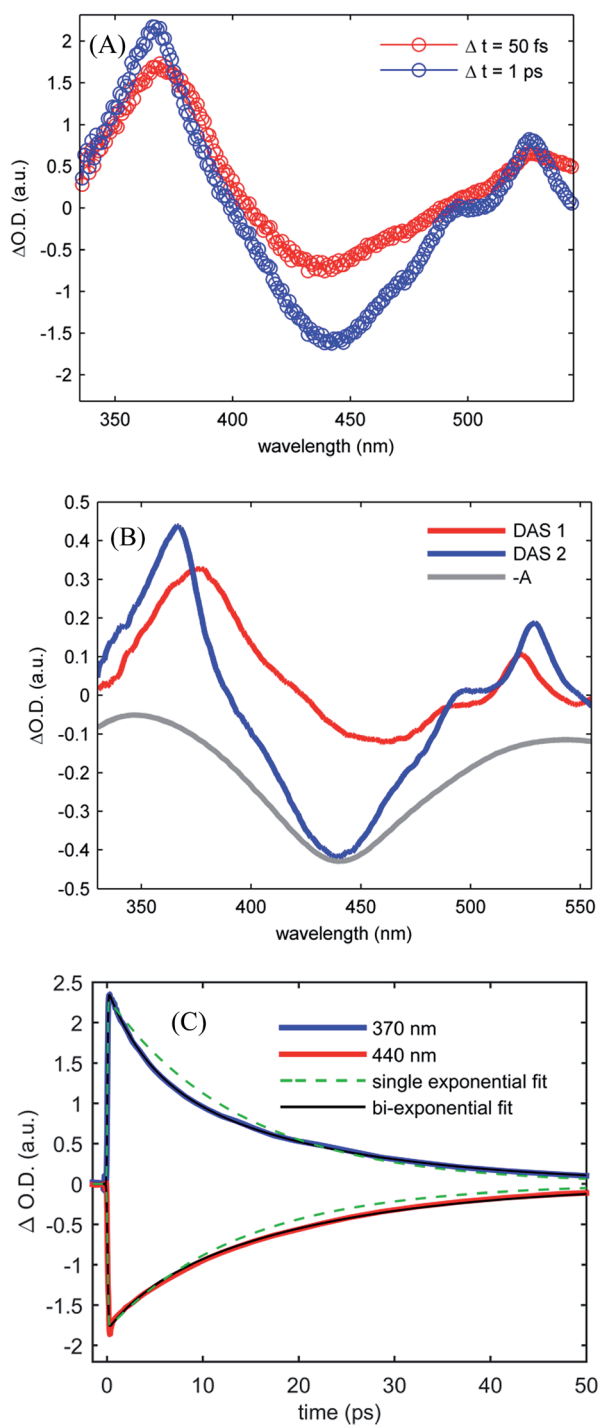 (A)
Δ t = 50 fs
Δ t = 1 ps
2
1.5
1
0.5
0
-0.5
-1
-1.5
-2
ΔO.D. (a.u.)
350 400 450 500
wavelength (nm)
(B)
DAS 1
DAS 2
-A
0.5
0.4
0.3
0.2
0.1
0
-0.1
-0.2
-0.3
-0.4
-0.5
ΔO.D. (a.u.)
350 400 450 500 550
wavelength (nm)
(C)
370 nm
440 nm
single exponential fit
bi-exponential fit
2.5
2
1.5
1
0.5
0
-0.5
-1
-1.5
-2
Δ O.D. (a.u.)
0 10 20 30 40 50
time (ps)